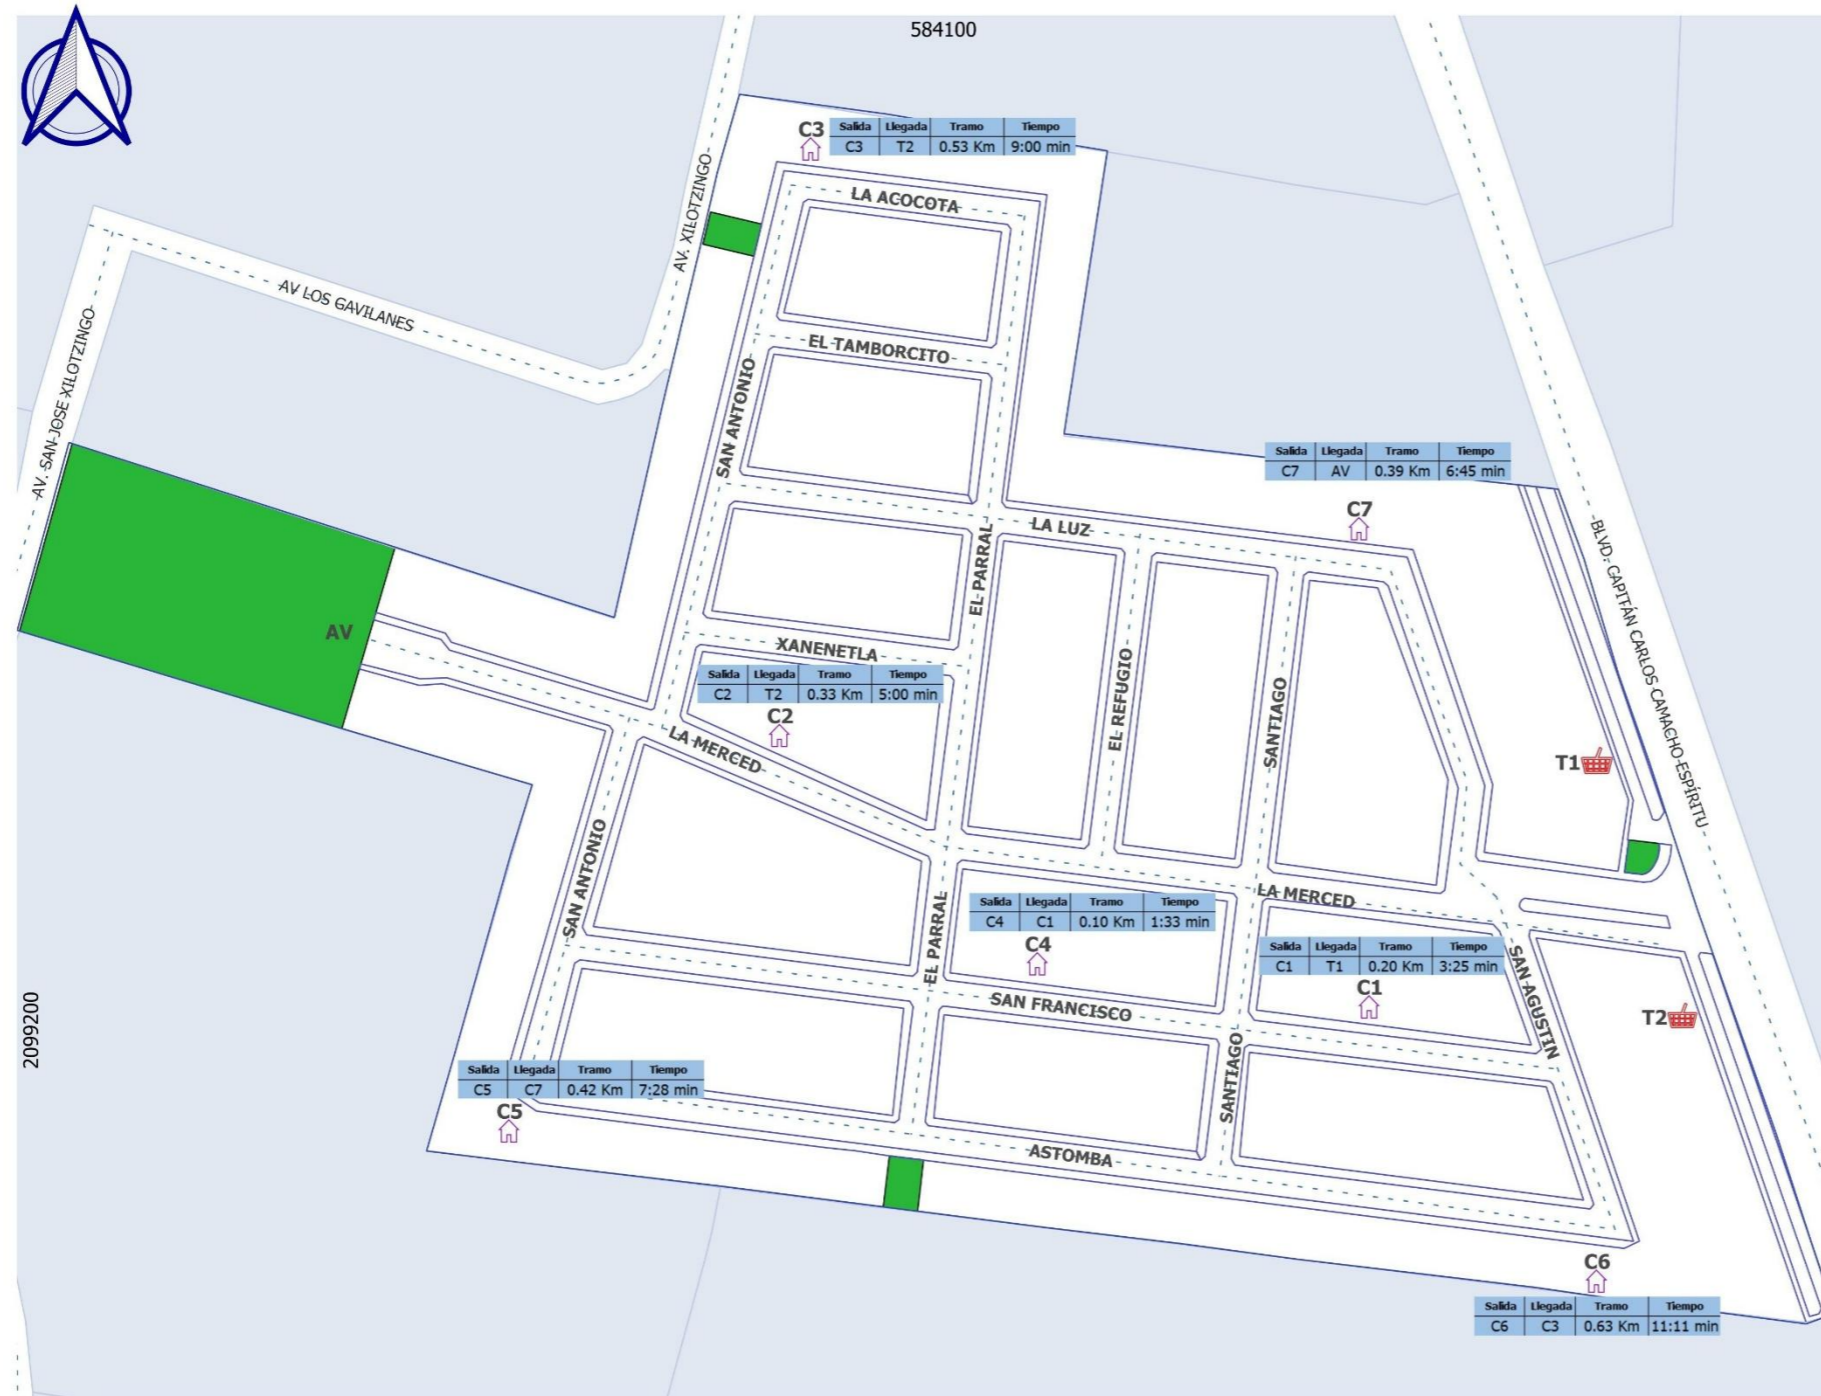 584100
C3
Salida Llegada Tramo Tiempo
C3 T2 0.53 Km 9:00 min
LA ACOCOTA
AV. XILOTZINGO
AV LOS GAVILANES
AV. SAN JOSE XILOTZINGO
EL TAMBORCITO
SAN ANTONIO
Salida Llegada Tramo Tiempo
C7 AV 0.39 Km 6:45 min
C7
LA LUZ
EL PARRAL
BLVD. CAPITÁN CARLOS CAMACHO ESPÍRITU
AV
XANENETLA
Salida Llegada Tramo Tiempo
C2 T2 0.33 Km 5:00 min
C2
EL REFUGIO
SANTIAGO
LA MERCED
T1
SAN ANTONIO
EL PARRAL
LA MERCED
Salida Llegada Tramo Tiempo
C4 C1 0.10 Km 1:33 min
C4
Salida Llegada Tramo Tiempo
C1 T1 0.20 Km 3:25 min
C1
SAN AGUSTIN
SAN FRANCISCO
T2
2099200
SANTIAGO
Salida Llegada Tramo Tiempo
C5 C7 0.42 Km 7:28 min
C5
ASTOMBA
C6
Salida Llegada Tramo Tiempo
C6 C3 0.63 Km 11:11 min